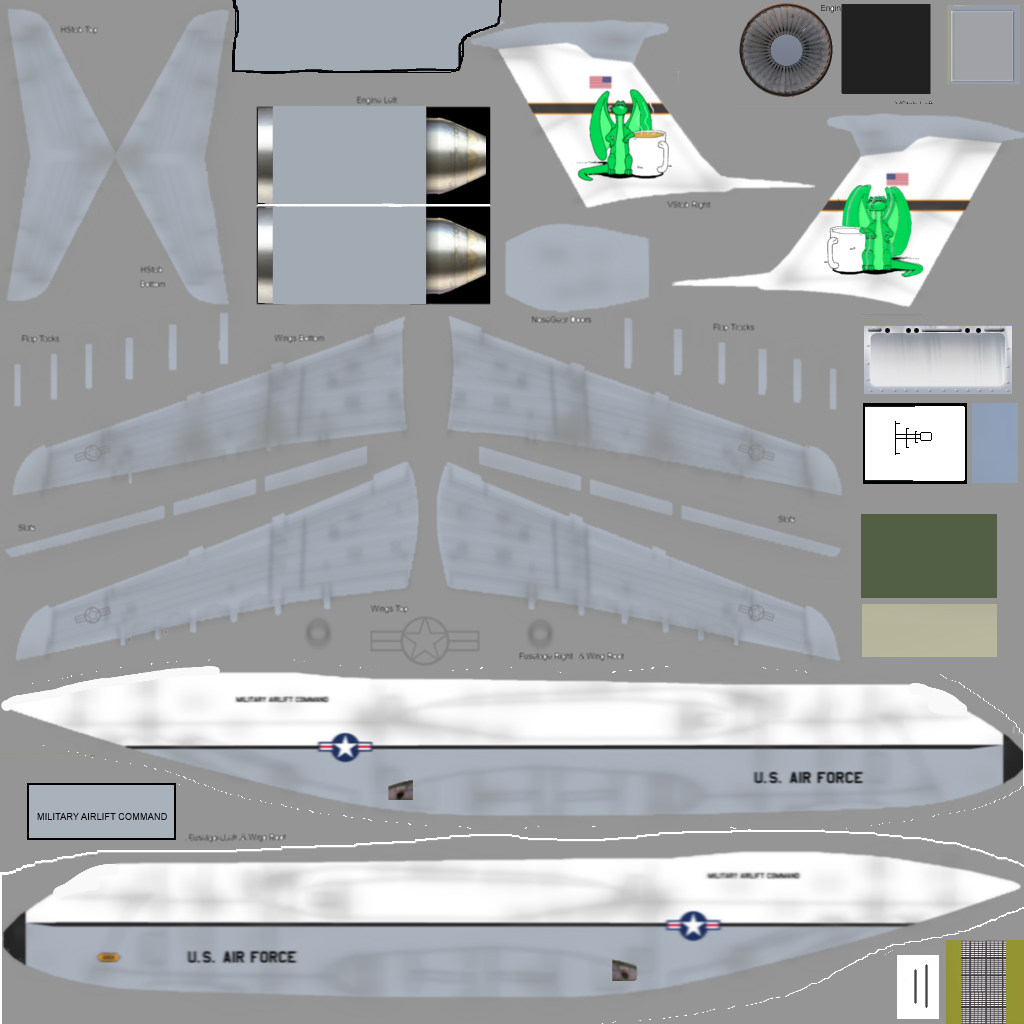 HStab Top
Engine
VStab Left
Engine Left
VStab Right
HStab
Bottom
NoseGear Doors
Flap Tracks
Wings Bottom
Flap Tracks
Slats
Slats
Wings Top
Fuselage Right & Wing Root
MILITARY AIRLIFT COMMAND
U.S. AIR FORCE
MILITARY AIRLIFT COMMAND
Fuselage Left & Wing Root
MILITARY AIRLIFT COMMAND
U.S. AIR FORCE